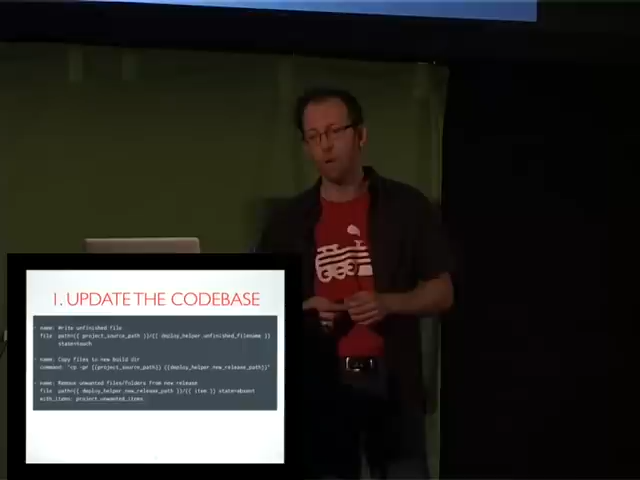 1. UPDATE THE CODEBASE
- name: Write unfinished file
file path={{ project_source_path }}/{{ deploy_helper.unfinished_filename }}
state=touch
- name: Copy files to new build dir
command: "cp -pr {{project_source_path}} {{deploy_helper.new_release_path}}"
- name: Remove unwanted files/folders from new release
file path={{ deploy_helper.new_release_path }}/{{ item }} state=absent
with_items: project_unwanted_items